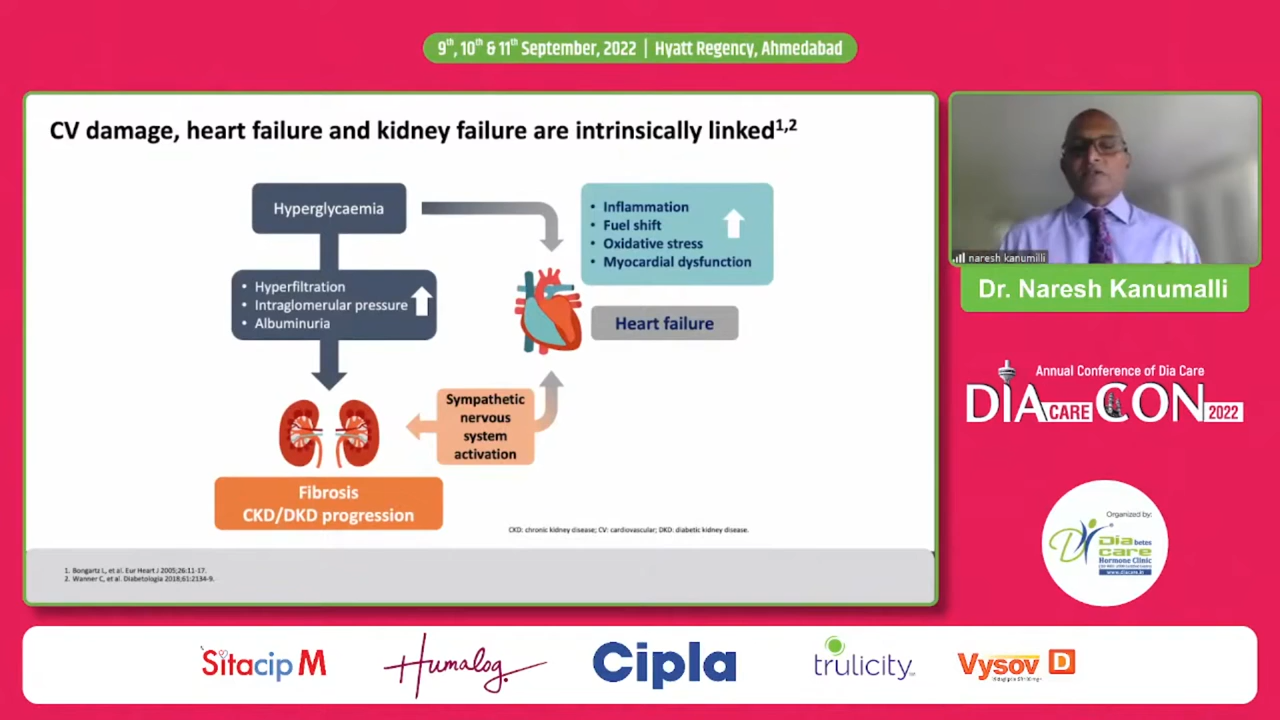 9th, 10th & 11th September, 2022 | Hyatt Regency, Ahmedabad
CV damage, heart failure and kidney failure are intrinsically linked1,2
Hyperglycaemia
• Hyperfiltration
• Intraglomerular pressure
• Albuminuria
• Inflammation
• Fuel shift
• Oxidative stress
• Myocardial dysfunction
Heart failure
Sympathetic
nervous
system
activation
Fibrosis
CKD/DKD progression
CKD: chronic kidney disease; CV: cardiovascular; DKD: diabetic kidney disease.
1. Bongartz L, et al. Eur Heart J 2005;26:11-17.
2. Wanner C, et al. Diabetologia 2018;61:2134-9.
naresh kanumilli
Dr. Naresh Kanumalli
Annual Conference of Dia Care
DIA CARE CON 2022
Organized by:
Diabetes
care
Hormone Clinic
www.diacare.in
Sitacip M
Humalog
Cipla
trulicity
Vysov D